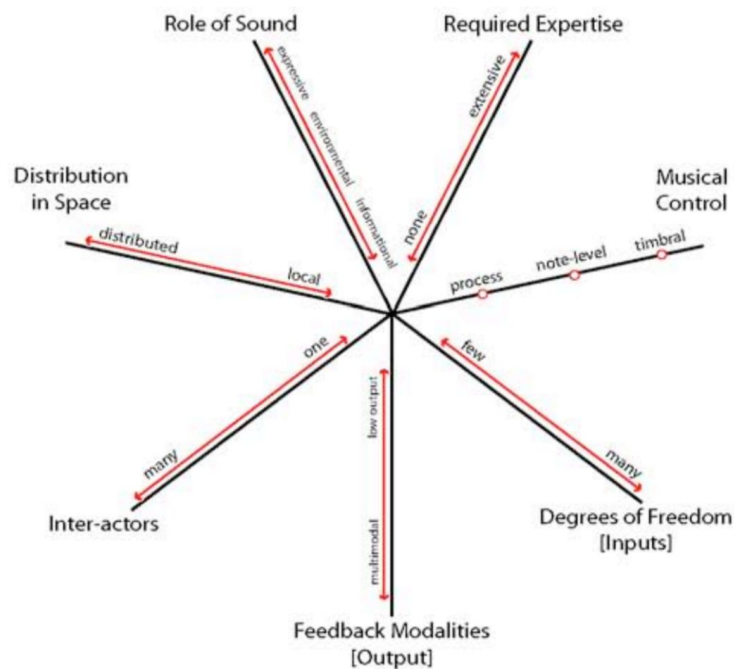 Role of Sound
Required Expertise
expressive environmental informational
extensive
none
Distribution
in Space
distributed
local
Musical
Control
process
note-level
timbral
one
many
Inter-actors
few
many
Degrees of Freedom
[Inputs]
low output
multimodal
Feedback Modalities
[Output]